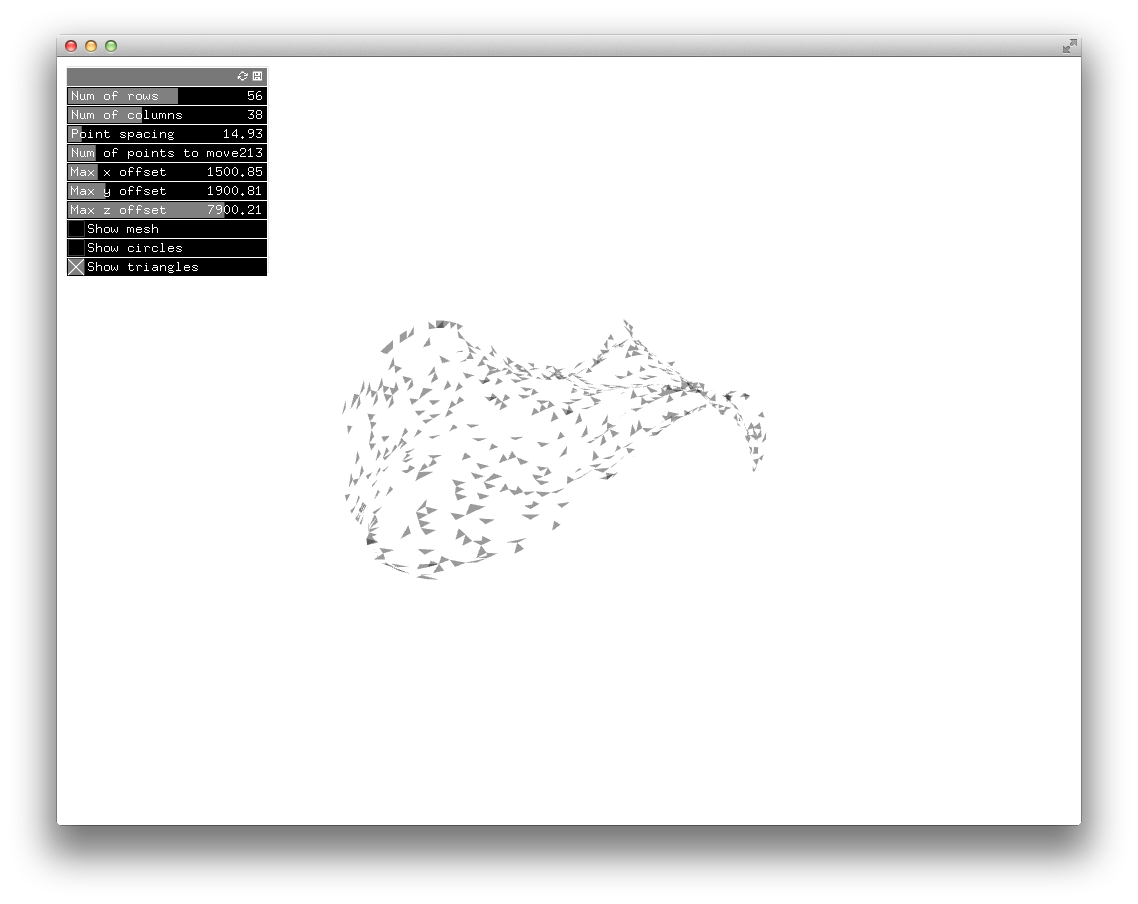 Num of rows 56
Num of columns 38
Point spacing 14.93
Num of points to move213
Max x offset 1500.85
Max y offset 1900.81
Max z offset 7900.21
Show mesh
Show circles
Show triangles